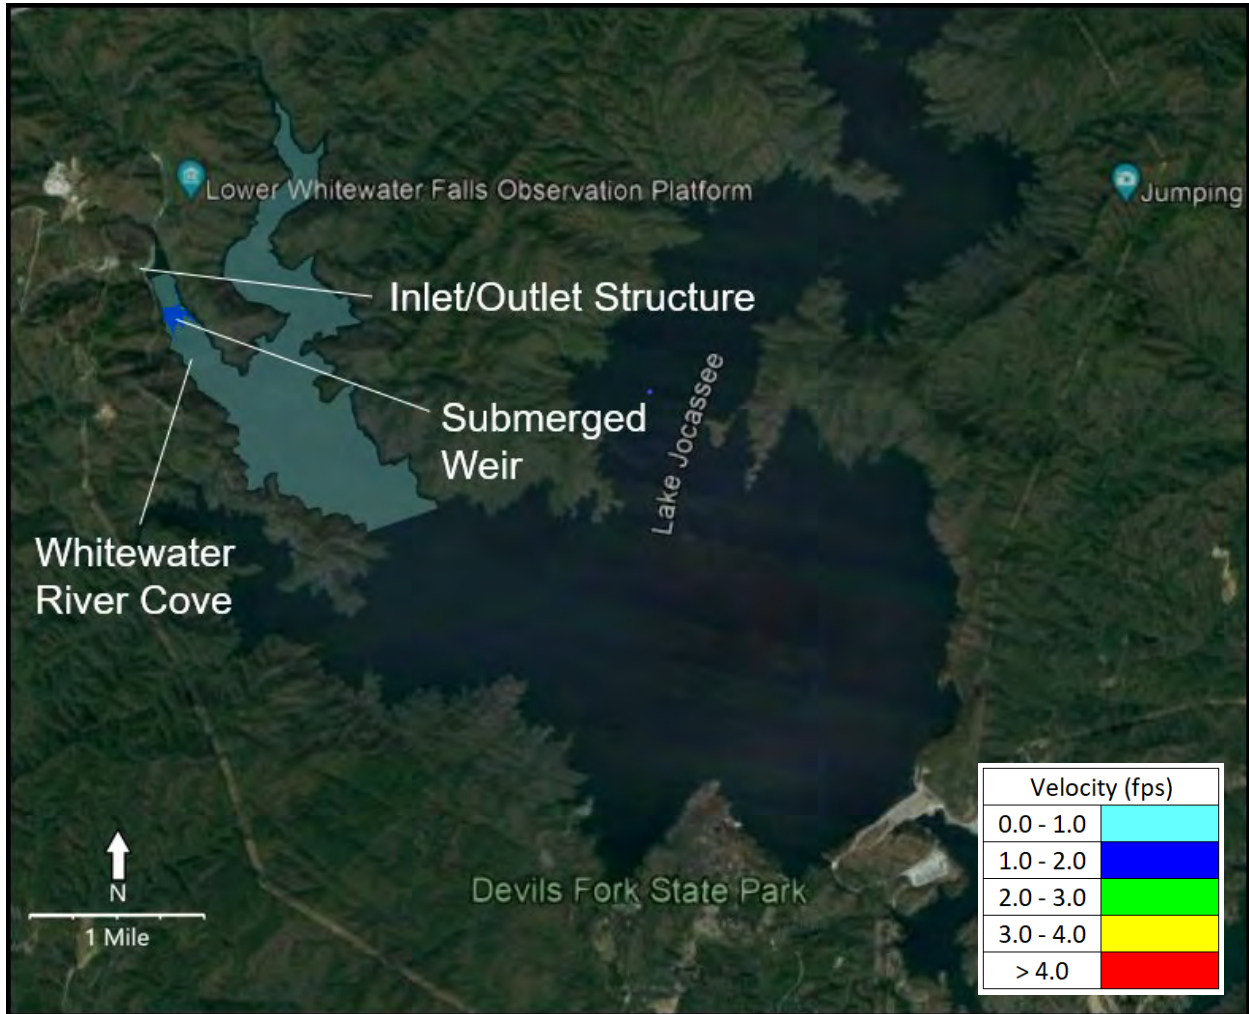 Lower Whitewater Falls Observation Platform
Jumping
Inlet/Outlet Structure
Submerged
Weir
Lake Jocassee
Whitewater
River Cove
Devils Fork State Park
N
1 Mile
Velocity (fps)
0.0 - 1.0
1.0 - 2.0
2.0 - 3.0
3.0 - 4.0
> 4.0